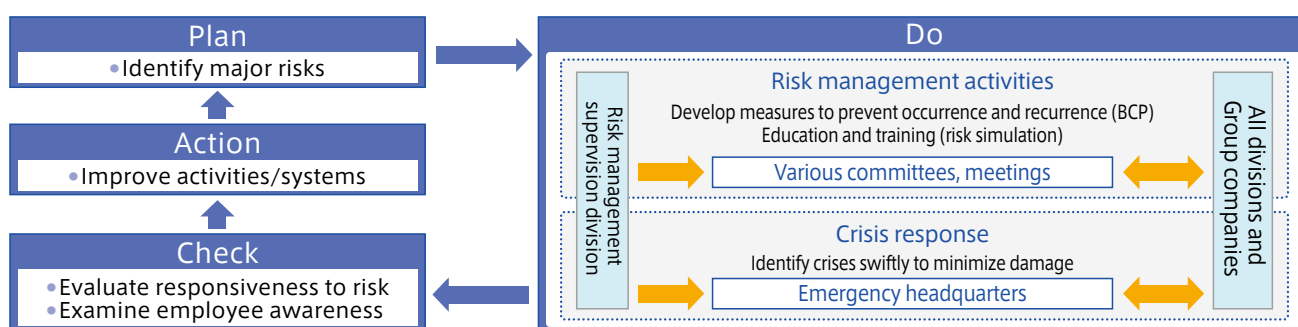 Plan
•Identify major risks
Action
•Improve activities/systems
Check
•Evaluate responsiveness to risk
•Examine employee awareness
Do
Risk management
supervision division
Risk management activities
Develop measures to prevent occurrence and recurrence (BCP)
Education and training (risk simulation)
Various committees, meetings
Crisis response
Identify crises swiftly to minimize damage
Emergency headquarters
All divisions and
Group companies